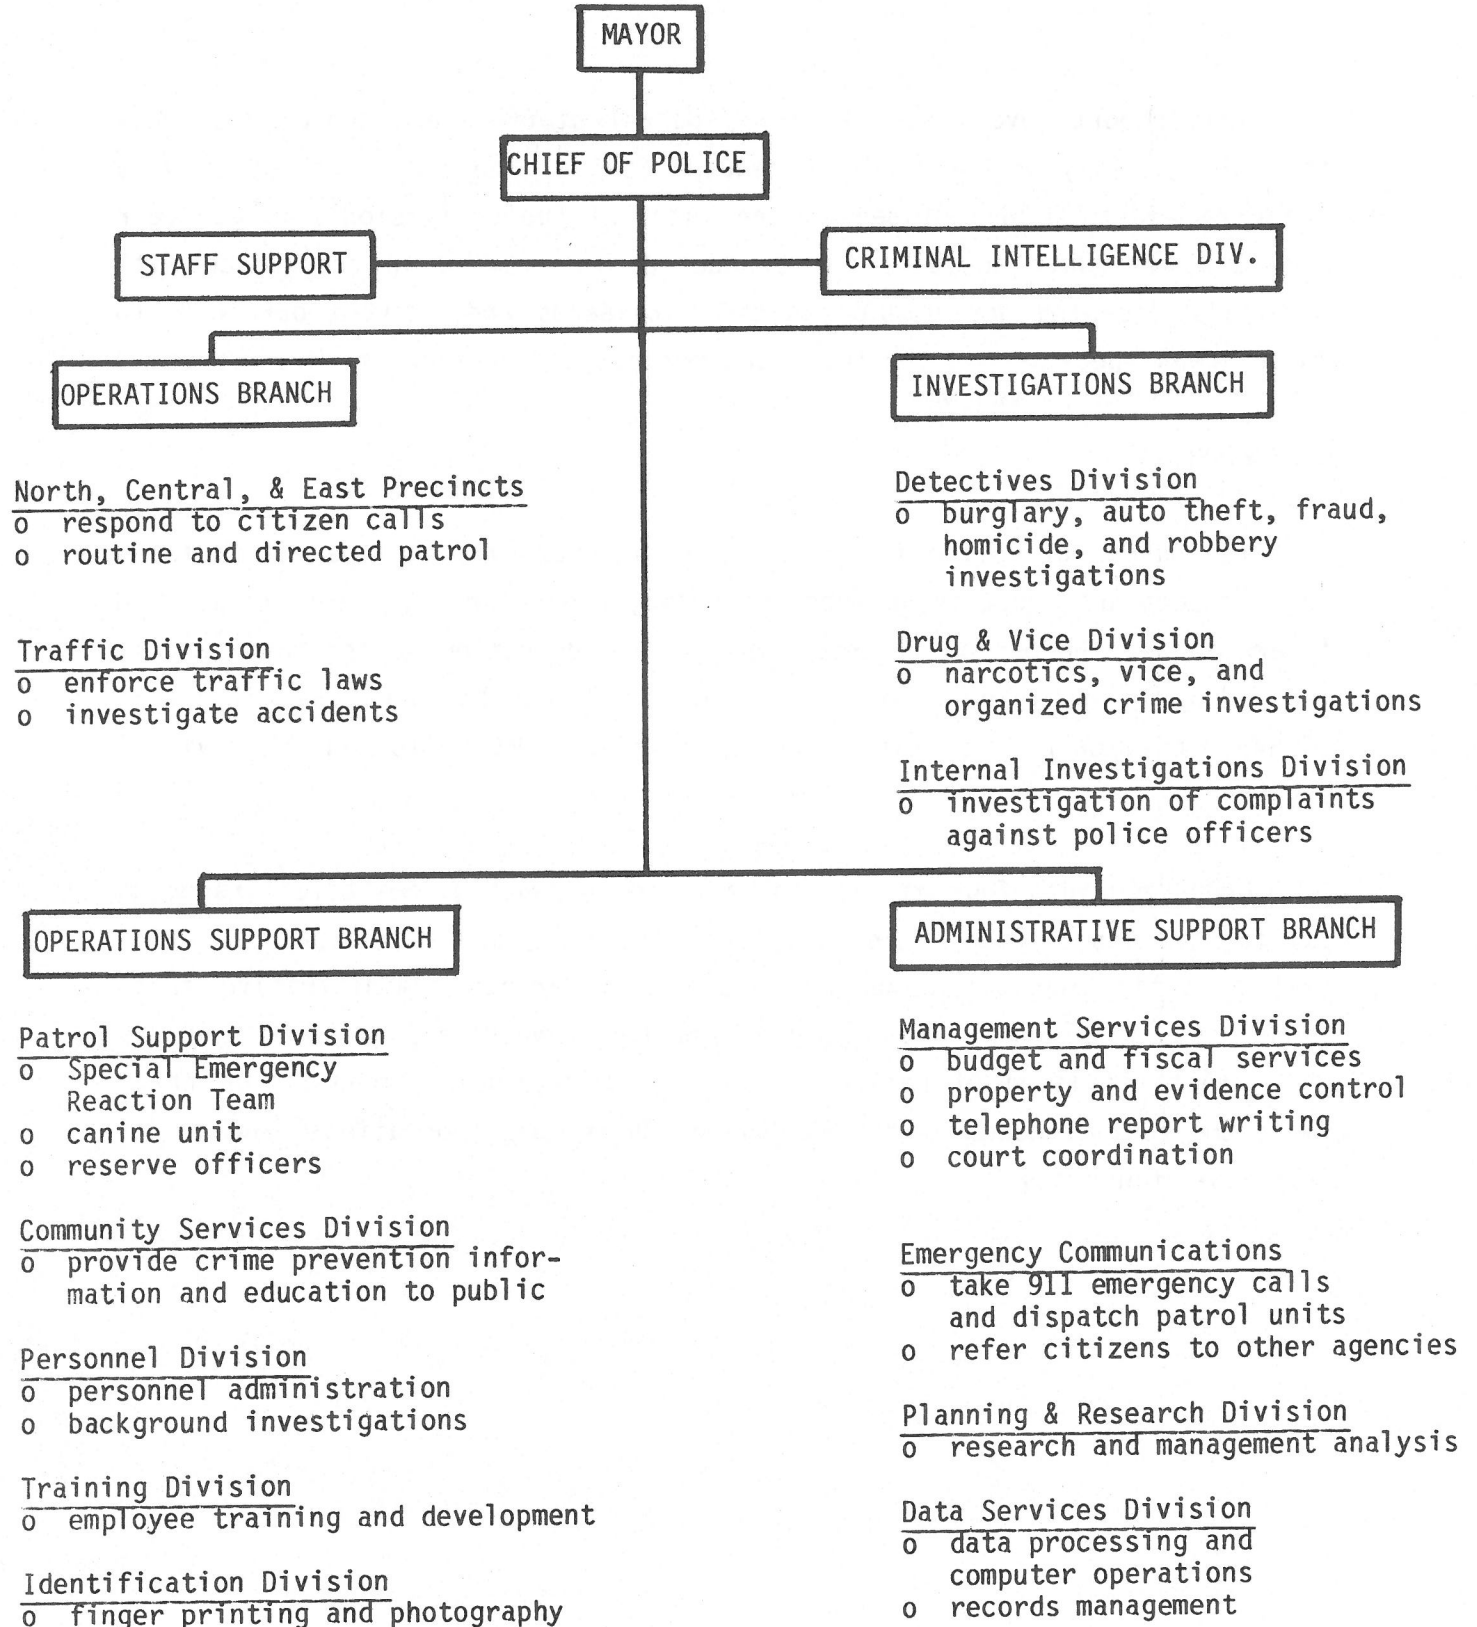 MAYOR
CHIEF OF POLICE
STAFF SUPPORT
CRIMINAL INTELLIGENCE DIV.
OPERATIONS BRANCH
North, Central, & East Precincts
o respond to citizen calls
o routine and directed patrol
Traffic Division
o enforce traffic laws
o investigate accidents
INVESTIGATIONS BRANCH
Detectives Division
o burglary, auto theft, fraud,
homicide, and robbery
investigations
Drug & Vice Division
o narcotics, vice, and
organized crime investigations
Internal Investigations Division
o investigation of complaints
against police officers
OPERATIONS SUPPORT BRANCH
Patrol Support Division
o Special Emergency
Reaction Team
o canine unit
o reserve officers
Community Services Division
o provide crime prevention infor-
mation and education to public
Personnel Division
o personnel administration
o background investigations
Training Division
o employee training and development
Identification Division
o finger printing and photography
ADMINISTRATIVE SUPPORT BRANCH
Management Services Division
o budget and fiscal services
o property and evidence control
o telephone report writing
o court coordination
Emergency Communications
o take 911 emergency calls
and dispatch patrol units
o refer citizens to other agencies
Planning & Research Division
o research and management analysis
Data Services Division
o data processing and
computer operations
o records management